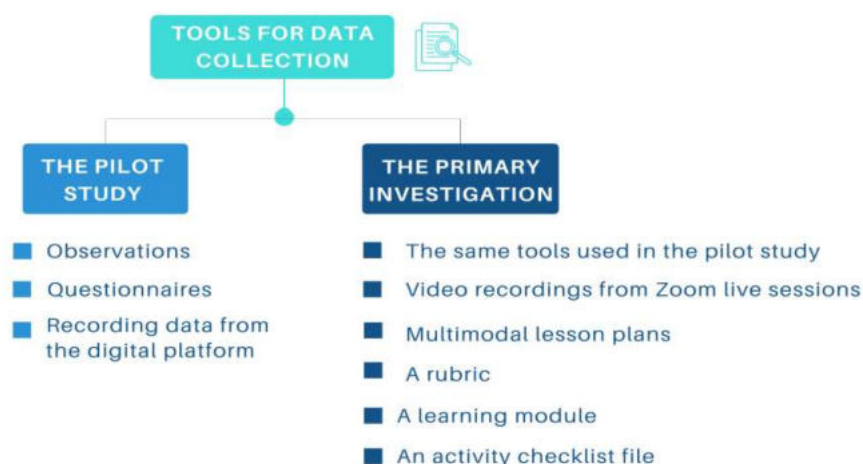 TOOLS FOR DATA
COLLECTION
THE PILOT
STUDY
Observations
Questionnaires
Recording data from
the digital platform
THE PRIMARY
INVESTIGATION
The same tools used in the pilot study
Video recordings from Zoom live sessions
Multimodal lesson plans
A rubric
A learning module
An activity checklist file